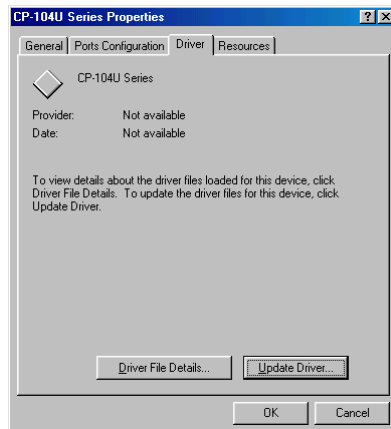 CP-104U Series Properties
General Ports Configuration Driver Resources
CP-104U Series
Provider: Not available
Date: Not available
To view details about the driver files loaded for this device, click
Driver File Details. To update the driver files for this device, click
Update Driver.
Driver File Details... Update Driver...
OK Cancel